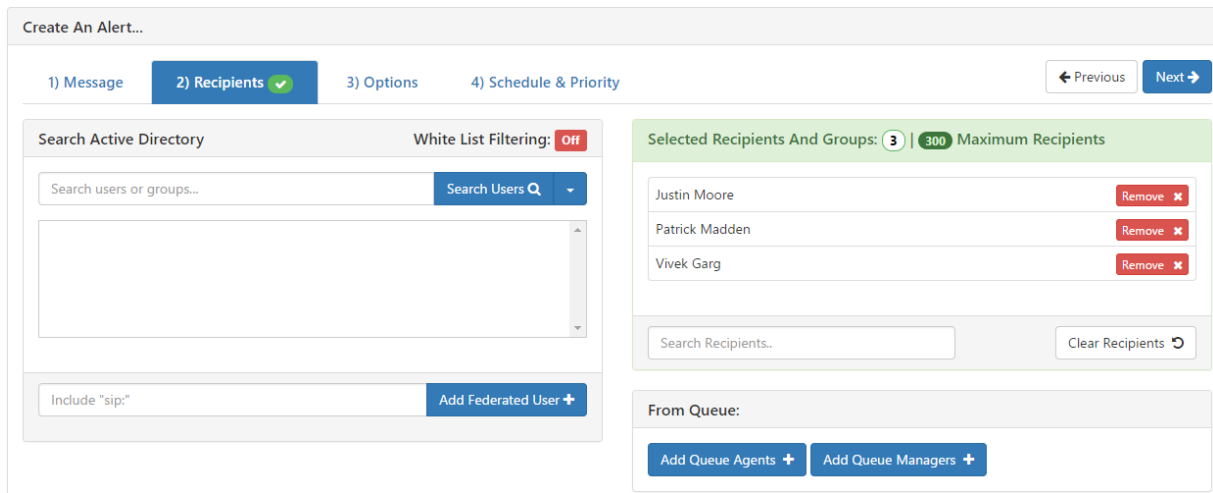 Create An Alert...
1) Message
2) Recipients
3) Options
4) Schedule & Priority
Previous
Next
Search Active Directory
White List Filtering: Off
Search users or groups...
Search Users
Include "sip:"
Add Federated User
Selected Recipients And Groups: 3 | 300 Maximum Recipients
Justin Moore
Remove
Patrick Madden
Remove
Vivek Garg
Remove
Search Recipients..
Clear Recipients
From Queue:
Add Queue Agents
Add Queue Managers